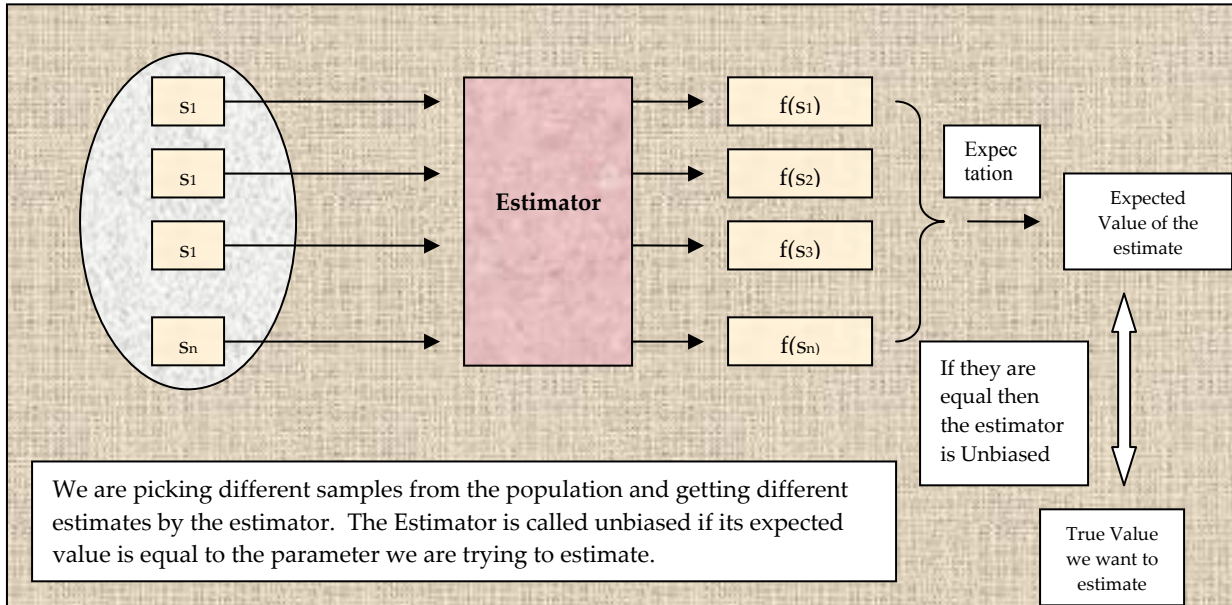 s1
s1
s1
sn
Estimator
f(s1)
f(s2)
f(s3)
f(sn)
Expec
tation
Expected
Value of the
estimate
If they are
equal then
the estimator
is Unbiased
True Value
we want to
estimate
We are picking different samples from the population and getting different
estimates by the estimator. The Estimator is called unbiased if its expected
value is equal to the parameter we are trying to estimate.